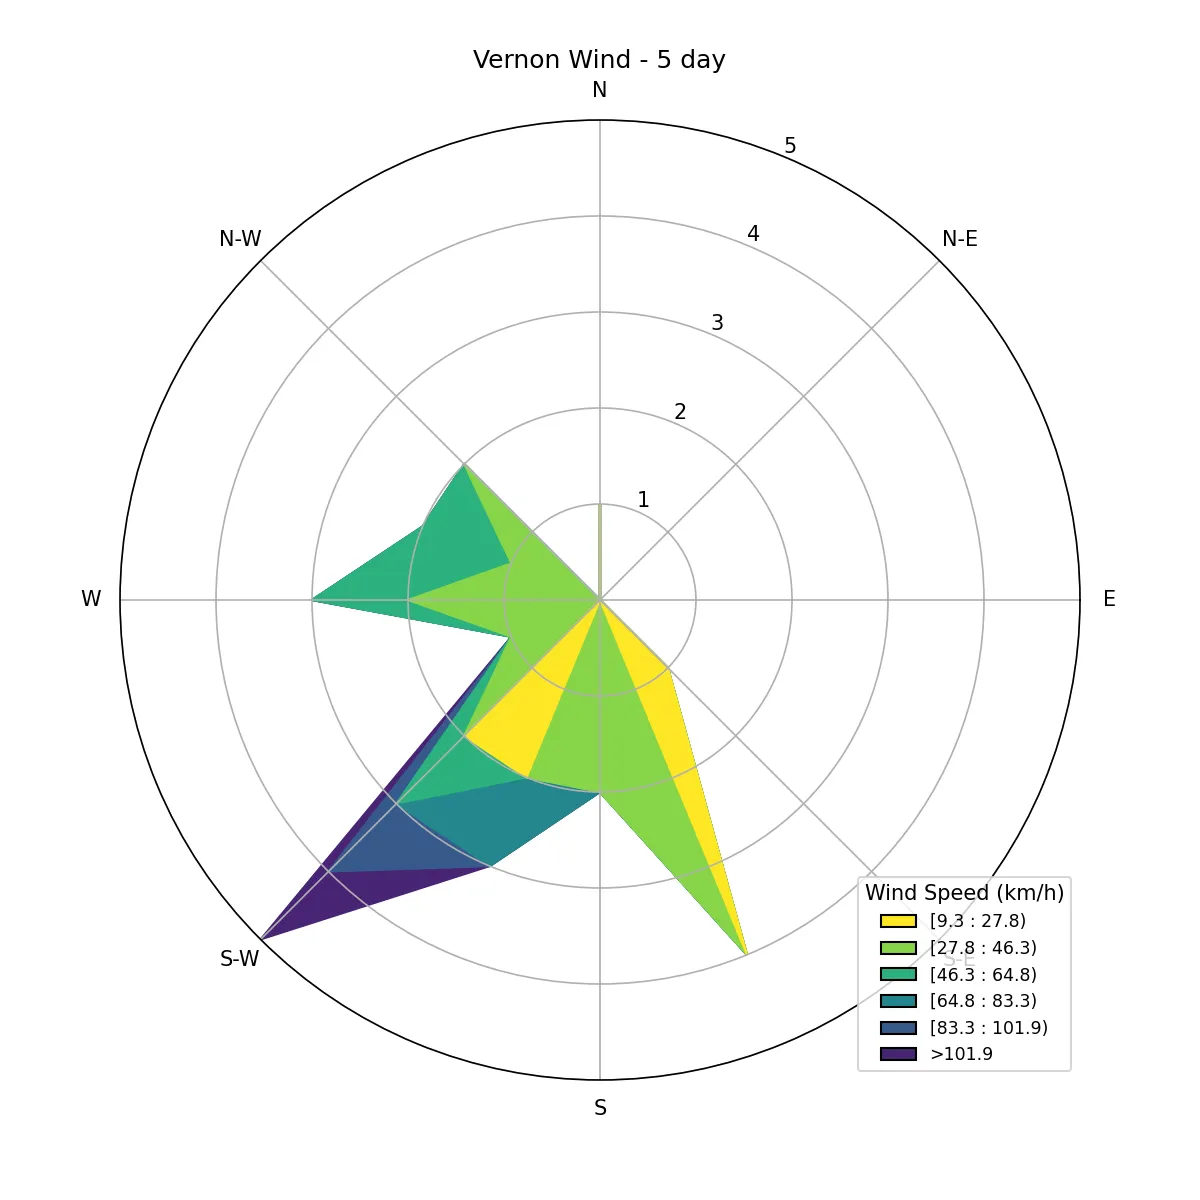 Vernon Wind - 5 day
N
5
N-W
N-E
4
3
2
1
W
E
S-W
S-E
S
Wind Speed (km/h)
[9.3 : 27.8)
[27.8 : 46.3)
[46.3 : 64.8)
[64.8 : 83.3)
[83.3 : 101.9)
>101.9